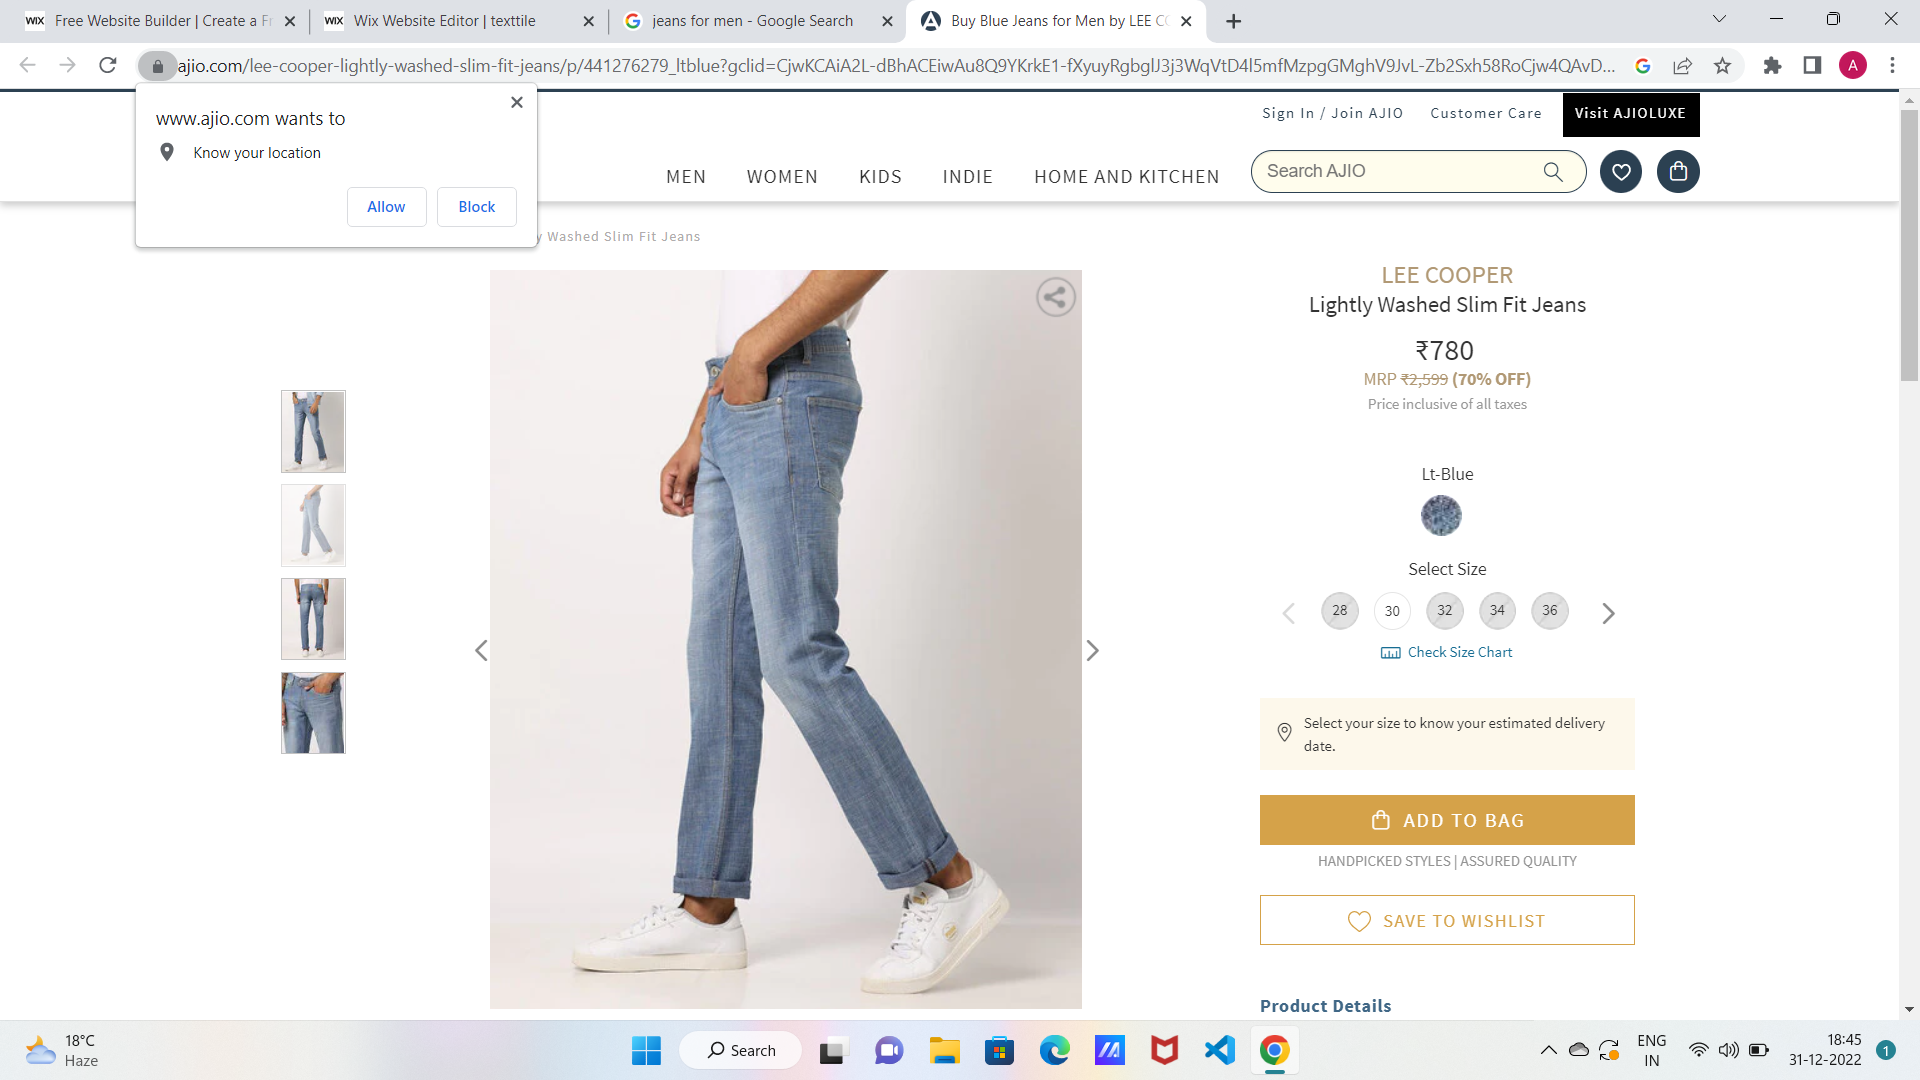 WIX Free Website Builder | Create a Fr
WIX Wix Website Editor | texttile
jeans for men - Google Search
Buy Blue Jeans for Men by LEE CO
ajio.com/lee-cooper-lightly-washed-slim-fit-jeans/p/441276279_ltblue?gclid=CjwKCAiA2L-dBhACEiwAu8Q9YKrkE1-fXyuyRgbglJ3j3WqVtD4l5mfMzpgGMghV9JvL-Zb2Sxh58RoCjw4QAvD...
A
www.ajio.com wants to
Know your location
Allow
Block
Sign In / Join AJIO
Customer Care
Visit AJIOLUXE
MEN
WOMEN
KIDS
INDIE
HOME AND KITCHEN
Search AJIO
y Washed Slim Fit Jeans
LEE COOPER
Lightly Washed Slim Fit Jeans
₹780
MRP ₹2,599 (70% OFF)
Price inclusive of all taxes
Lt-Blue
Select Size
28 30 32 34 36
Check Size Chart
Select your size to know your estimated delivery
date.
ADD TO BAG
HANDPICKED STYLES | ASSURED QUALITY
SAVE TO WISHLIST
Product Details
18°C
Haze
Search
ENG
IN
18:45
31-12-2022
1